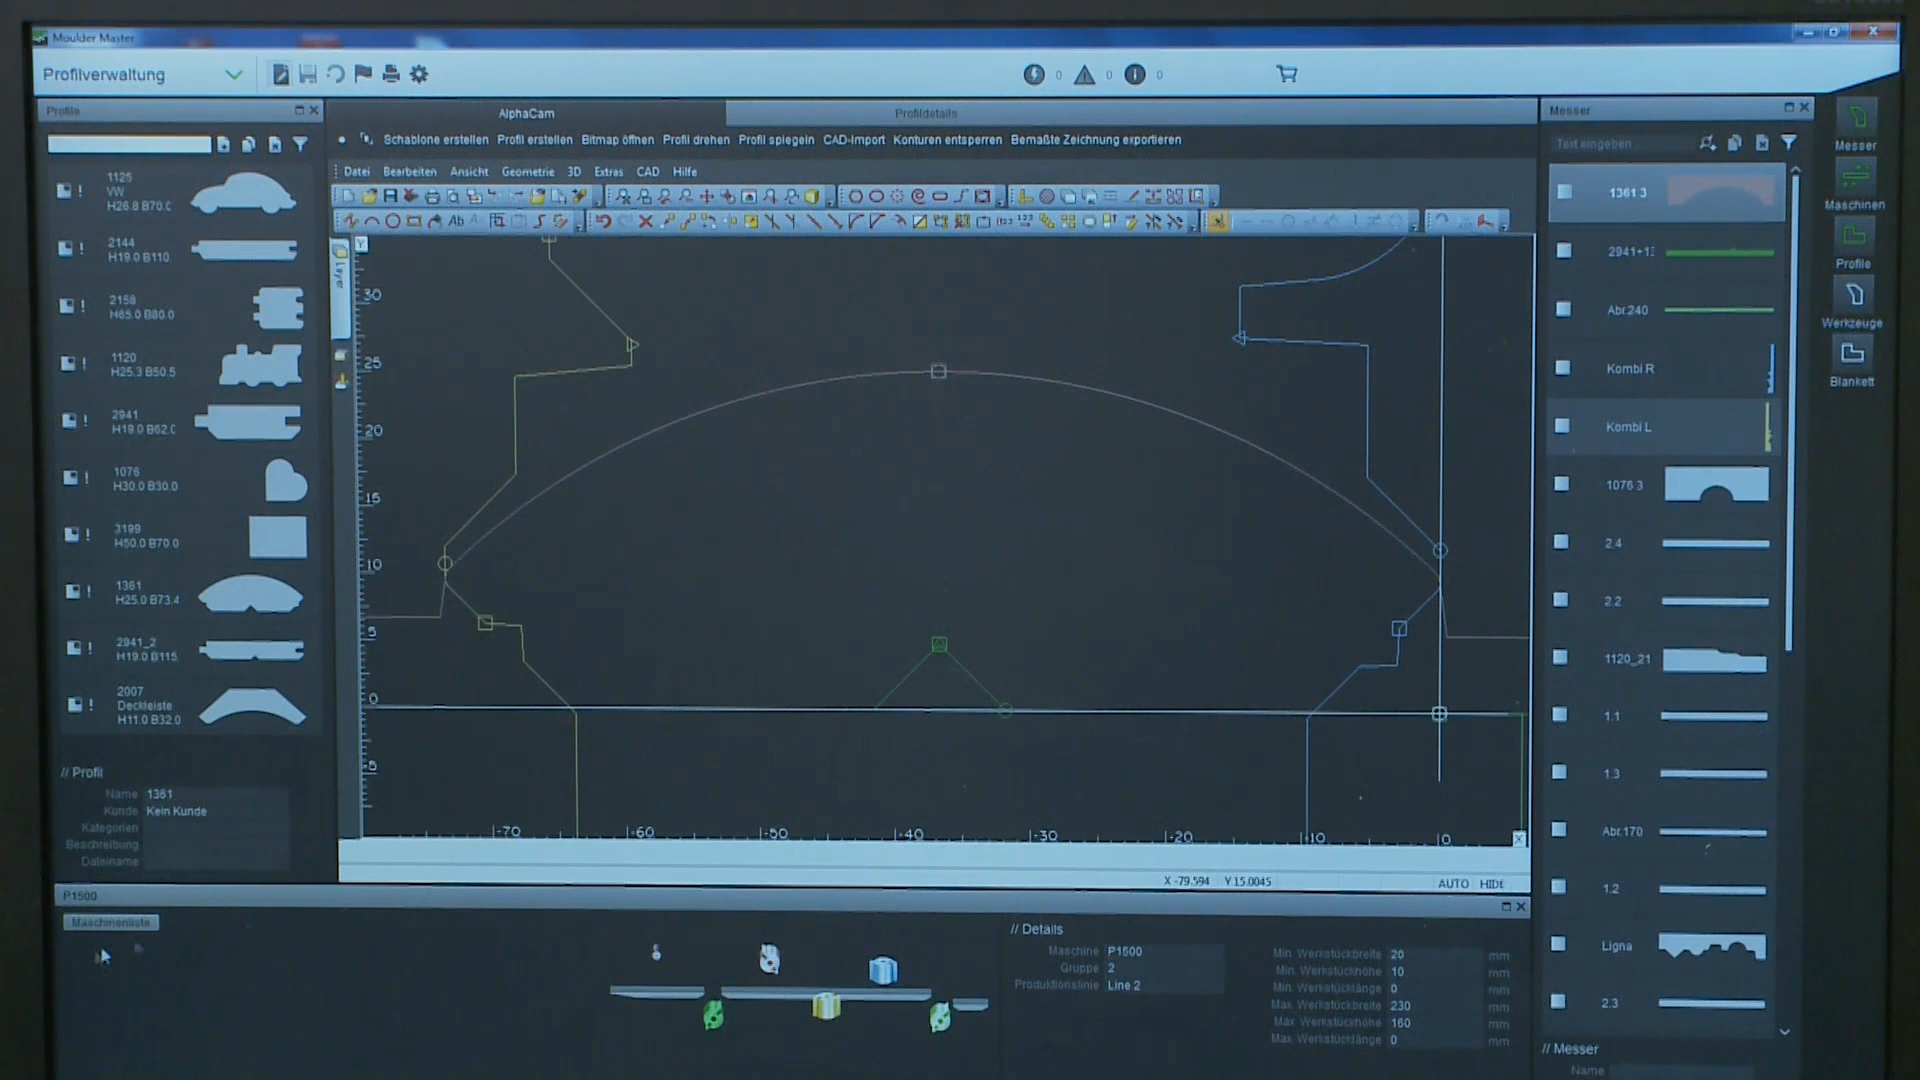 Moulder Master
Profilverwaltung
0
0
0
Profile
AlphaCam
Profildetails
Messer
Schablone erstellen Profil erstellen Bitmap öffnen Profil drehen Profil spiegeln CAD-Import Konturen entsperren Bemaßte Zeichnung exportieren
Text eingeben...
Messer
Datei Bearbeiten Ansicht Geometrie 3D Extras CAD Hilfe
1125
VW
H26.8 B70.0
2144
H19.0 B110.
2158
H65.0 B80.0
1120
H25.3 B50.5
2941
H19.0 B62.0
1076
H30.0 B30.0
3199
H50.0 B70.0
1361
H25.0 B73.4
2941_2
H19.0 B115.
2007
Deckleiste
H11.0 B32.0
Layer
Y
30
25
20
15
10
5
0
-5
-70
-60
-50
-40
-30
-20
-10
0
X
1361 3
Maschinen
Profile
Werkzeuge
Blankett
Abr.240
Kombi R
Kombi L
1076 3
2.4
2.2
1120_21
1.1
1.3
Abr.170
1.2
Ligna
2.3
// Messer
Name
// Profil
Name 1361
Kunde Kein Kunde
Kategorien
Beschreibung
Dateiname
X -79.594 Y 15.0045
AUTO HIDE
P1500
Maschinenliste
// Details
Maschine P1500
Gruppe 2
Produktionslinie Line 2
Min. Werkstückbreite 20 mm
Min. Werkstückhöhe 10 mm
Min. Werkstücklänge 0 mm
Max. Werkstückbreite 230 mm
Max. Werkstückhöhe 160 mm
Max. Werkstücklänge 0 mm